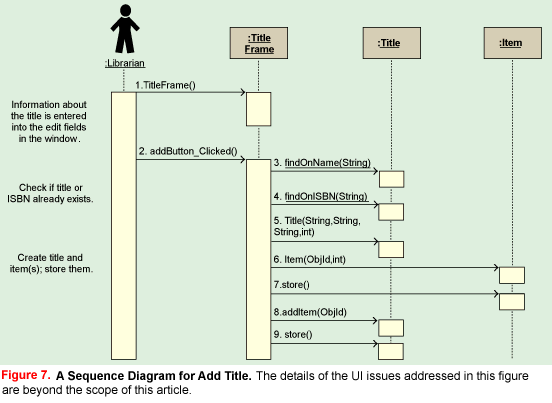 :Librarian
:Title
Frame
:Title
:Item
1.TitleFrame()
Information about
the title is entered
into the edit fields
in the window.
2. addButton_Clicked()
3. findOnName(String)
Check if title or
ISBN already exists.
4. findOnISBN(String)
5. Title(String,String,
String,int)
Create title and
item(s); store them.
6. Item(ObjId,int)
7.store()
8.addItem(ObjId)
9. store()
Figure 7. A Sequence Diagram for Add Title. The details of the UI issues addressed in this figure
are beyond the scope of this article.